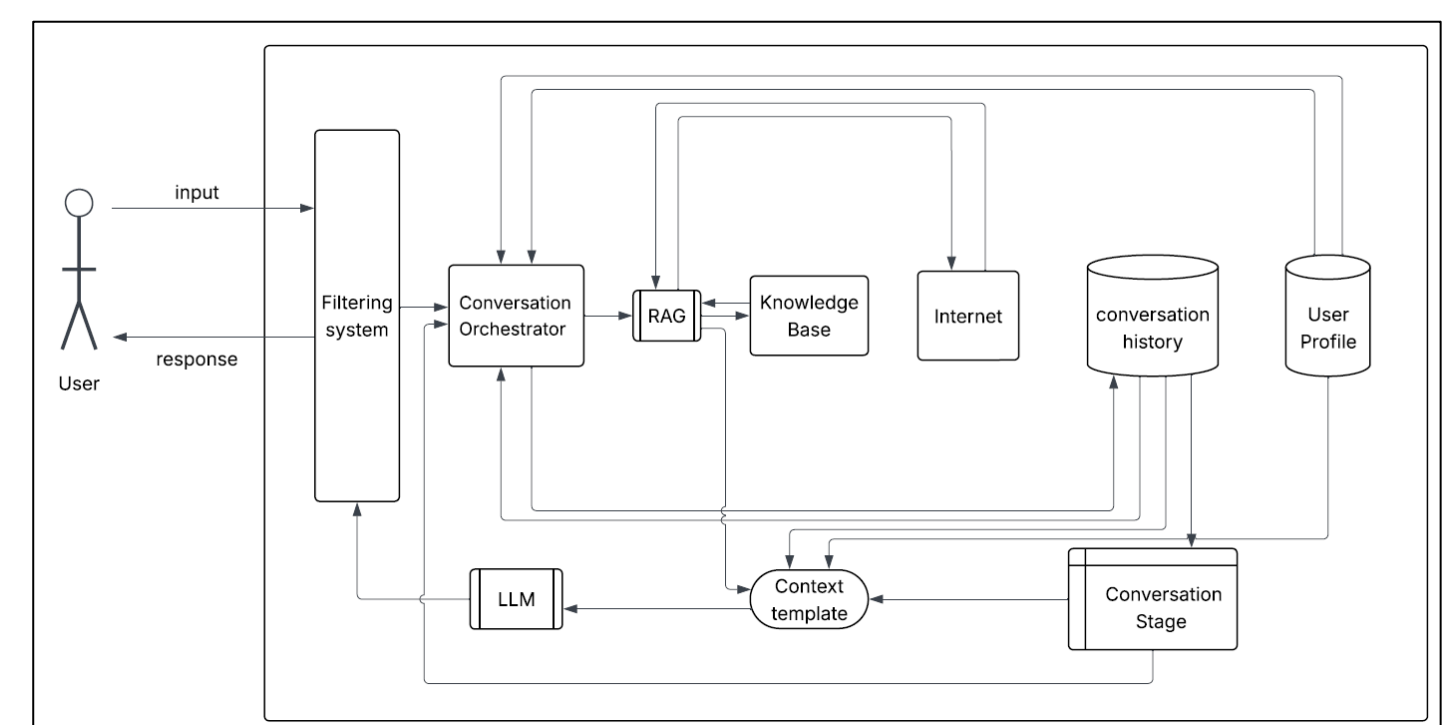 input
response
User
Filtering
system
Conversation
Orchestrator
RAG
Knowledge
Base
Internet
conversation
history
User
Profile
LLM
Context
template
Conversation
Stage